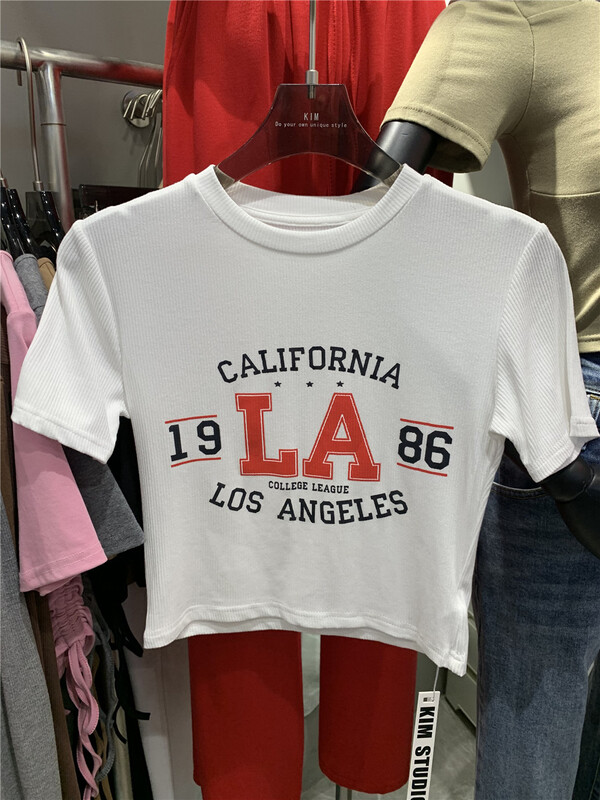 KIM
Do your own unique style
CALIFORNIA
19 LA 86
COLLEGE LEAGUE
LOS ANGELES
KIM STUDIO